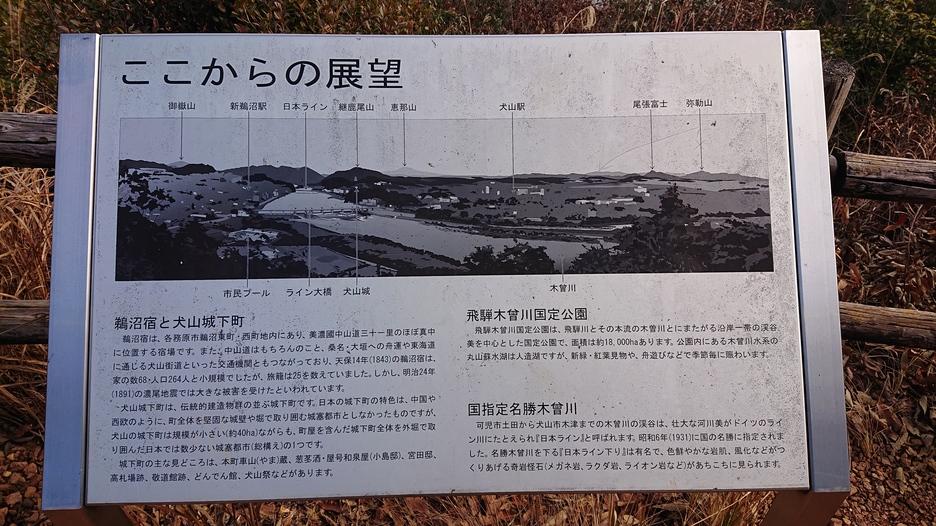 ここからの展望
御嶽山 新鵜沼駅 日本ライン 継鹿尾山 恵那山 犬山駅 尾張富士 弥勒山
市民プール ライン大橋 犬山城 木曾川
鵜沼宿と犬山城下町
鵜沼宿は、各務原市鵜沼東町・西町地内にあり、美濃國中山道三十一里のほぼ真中
に位置する宿場です。また、中山道はもちろんのこと、桑名・大垣への舟運や東海道
に通じる犬山街道といった交通機関ともつながっており、天保14年(1843)の鵜沼宿は、
家の数68・人口264人と小規模でしたが、旅籠は25を数えていました。しかし、明治24年
(1891)の濃尾地震では大きな被害を受けたといわれています。
犬山城下町は、伝統的建造物群の並ぶ城下町です。日本の城下町の特色は、中国や
西欧のように、町全体を堅固な城壁や堀で取り囲む城塞都市としなかったものですが、
犬山の城下町は規模が小さい(約40ha)ながらも、町屋を含んだ城下町全体を外堀で取
り囲んだ日本では数少ない城塞都市(総構え)の1つです。
城下町の主な見どころは、本町車山(やま)蔵、葱茎酒・屋号和泉屋(小島邸)、宮田邸、
高札場跡、敬道館跡、どんでん館、犬山祭などがあります。
飛騨木曽川国定公園
飛騨木曽川国定公園は、飛騨川とその本流の木曽川とにまたがる沿岸一帯の渓谷
美を中心とした国定公園で、面積は約18,000haあります。公園内にある木曽川水系の
丸山蘇水湖は人造湖ですが、新緑・紅葉見物や、舟遊びなどで季節毎に賑わいます。
国指定名勝木曽川
可児市土田から犬山市木津までの木曽川の渓谷は、壮大な河川美がドイツのライ
ン川にたとえられ『日本ライン』と呼ばれます。昭和6年(1931)に国の名勝に指定されま
した。名勝木曽川を下る『日本ライン下り』は有名で、色鮮やかな岩肌、風化などがつ
くりあげる奇岩怪石(メガネ岩、ラクダ岩、ライオン岩など)があちこちに見られます。